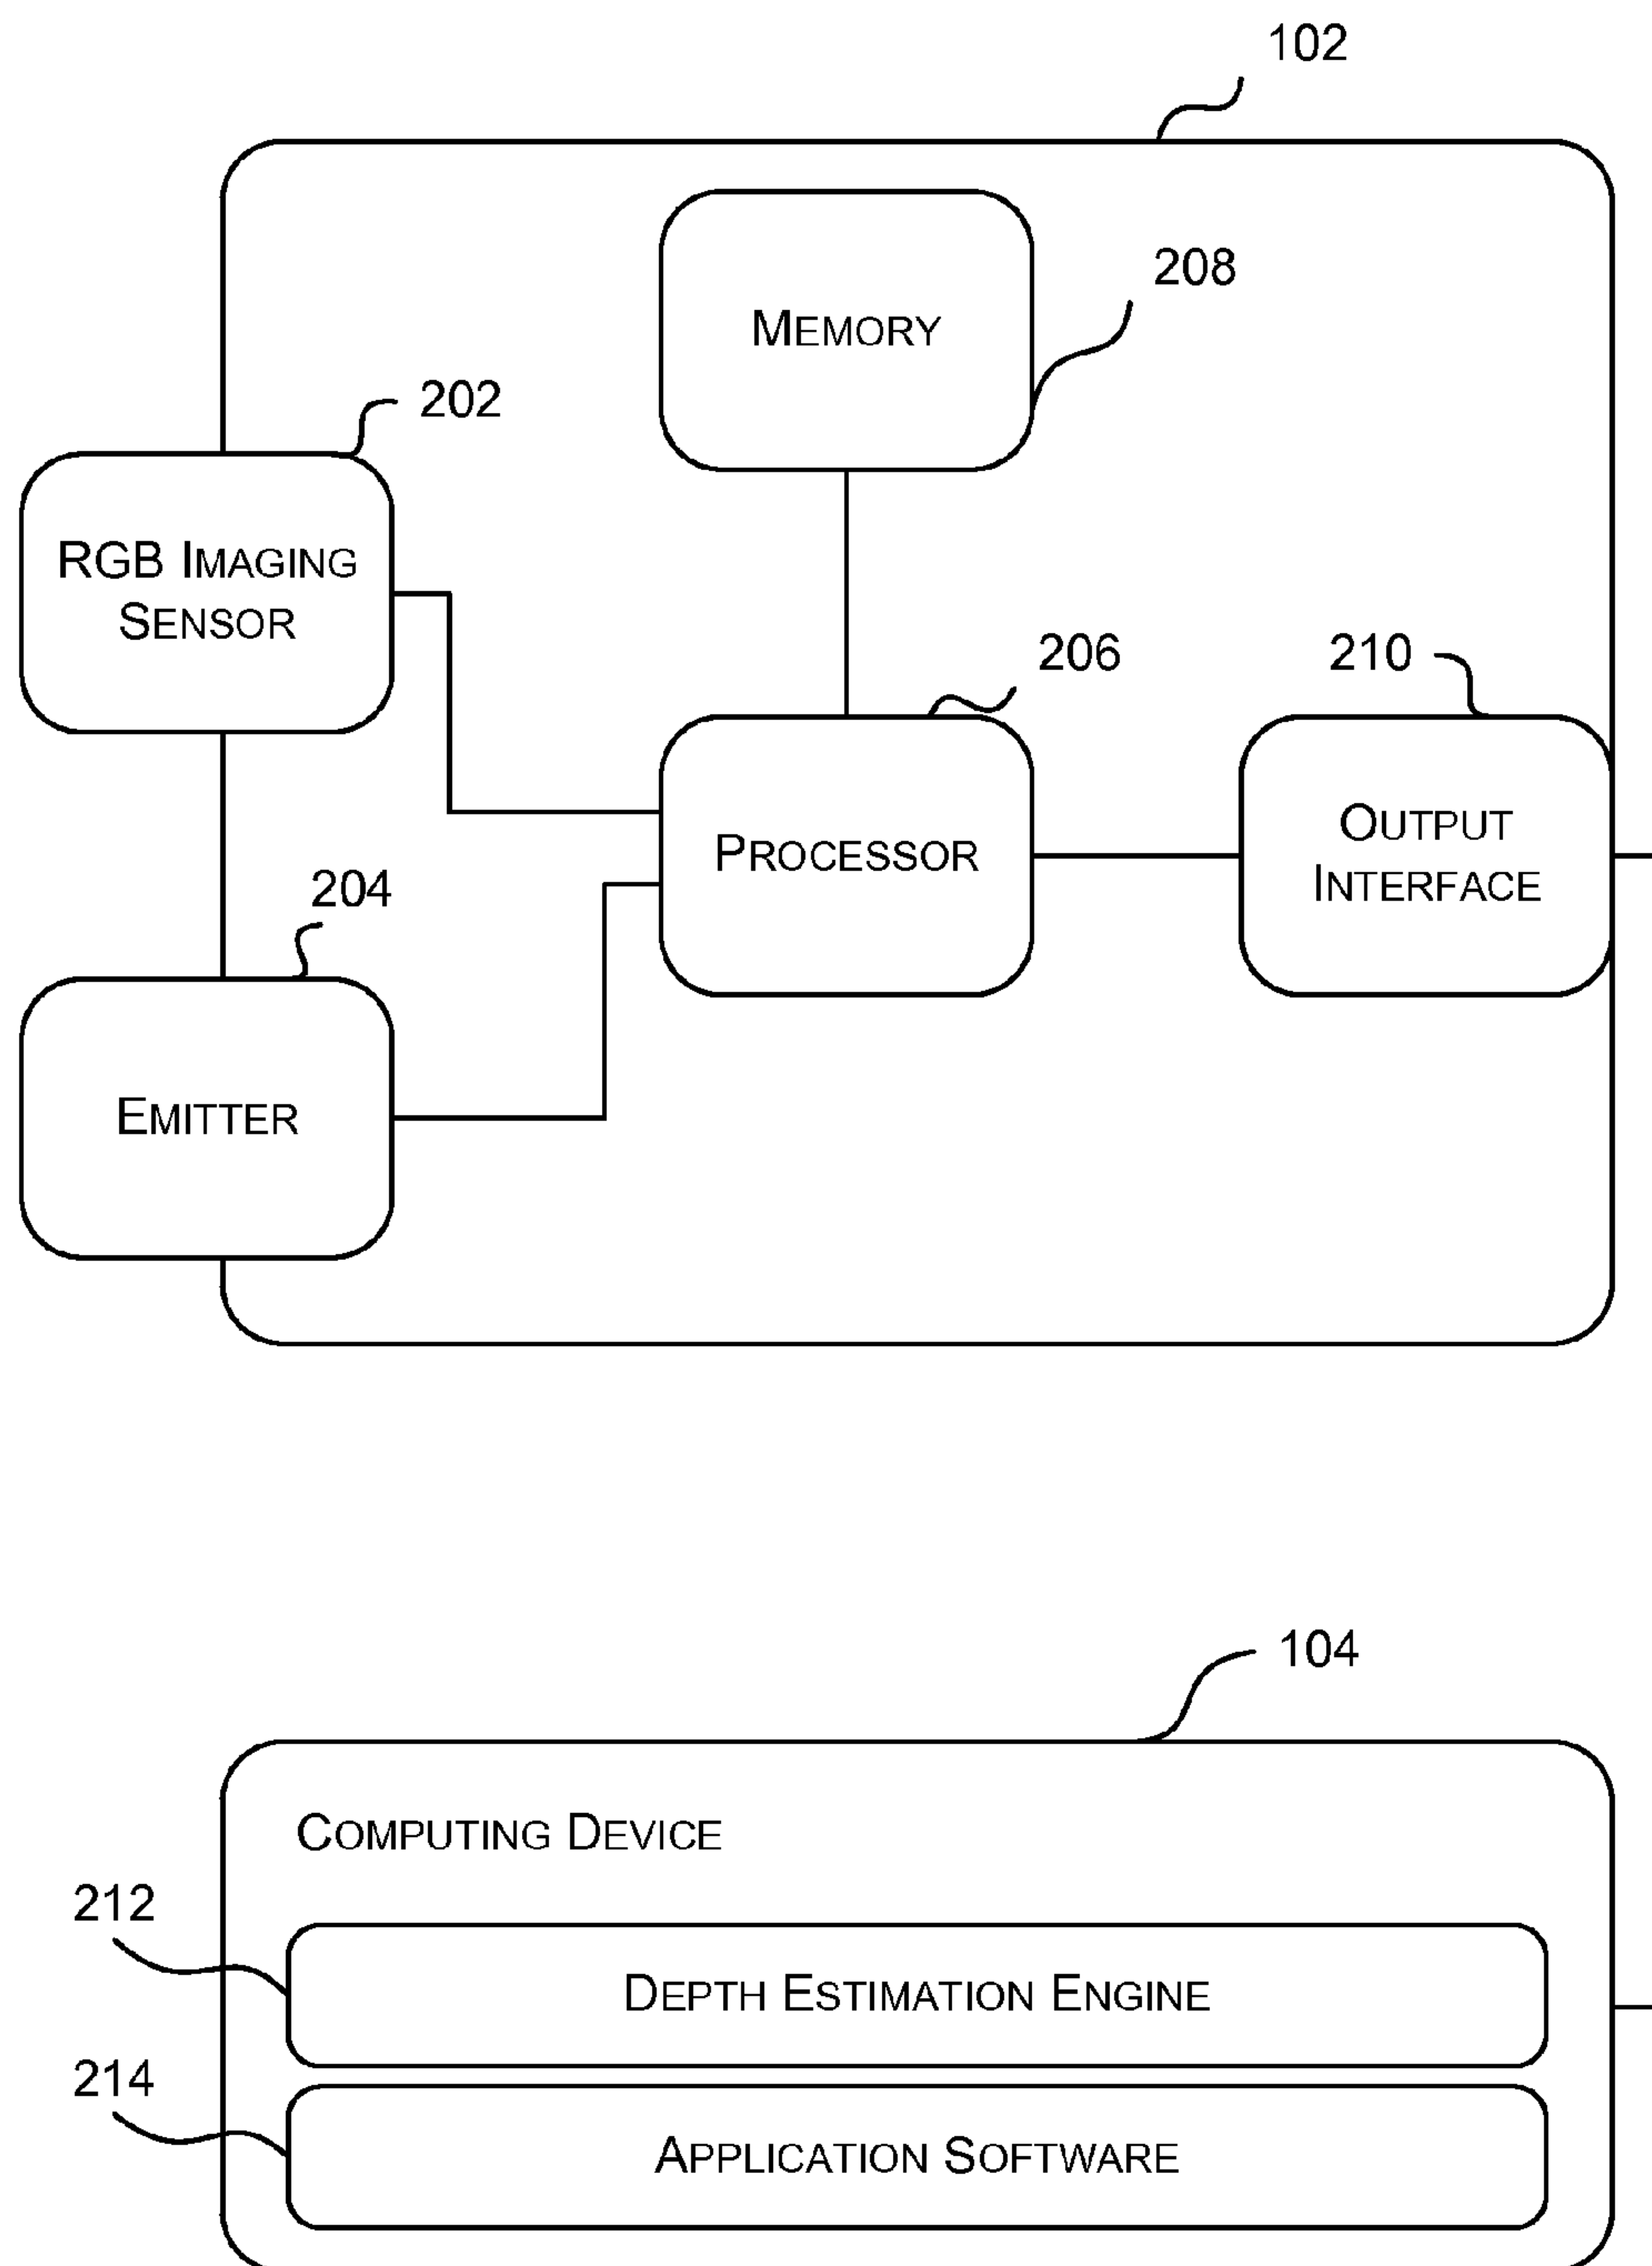 102
MEMORY
208
202
RGB IMAGING
SENSOR
206
210
PROCESSOR
OUTPUT
INTERFACE
204
EMITTER
104
COMPUTING DEVICE
212
DEPTH ESTIMATION ENGINE
214
APPLICATION SOFTWARE